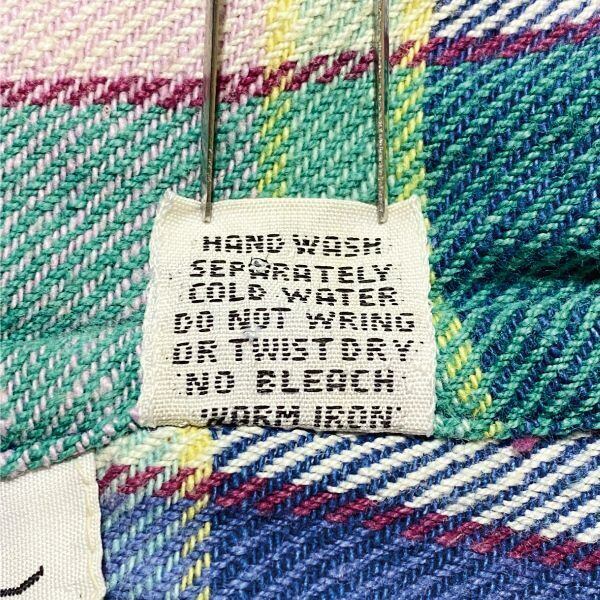 HAND WASH
SEPARATELY
COLD WATER
DO NOT WRING
OR TWIST DRY
NO BLEACH
WARM IRON